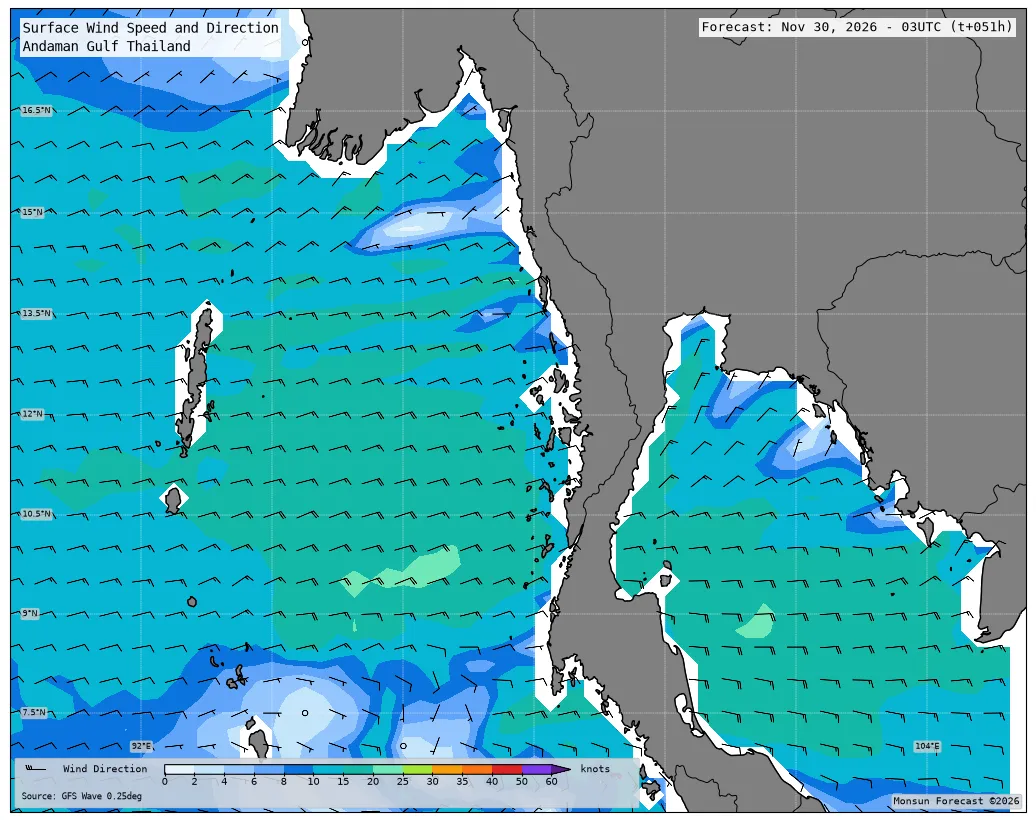 Surface Wind Speed and Direction
Andaman Gulf Thailand
Forecast: Nov 30, 2026 - 03UTC (t+051h)
16.5°N
15°N
13.5°N
12°N
10.5°N
9°N
7.5°N
92°E
104°E
Wind Direction
0 2 4 6 8 10 15 20 25 30 35 40 50 60
knots
Source: GFS Wave 0.25deg
Monsun Forecast ©2026